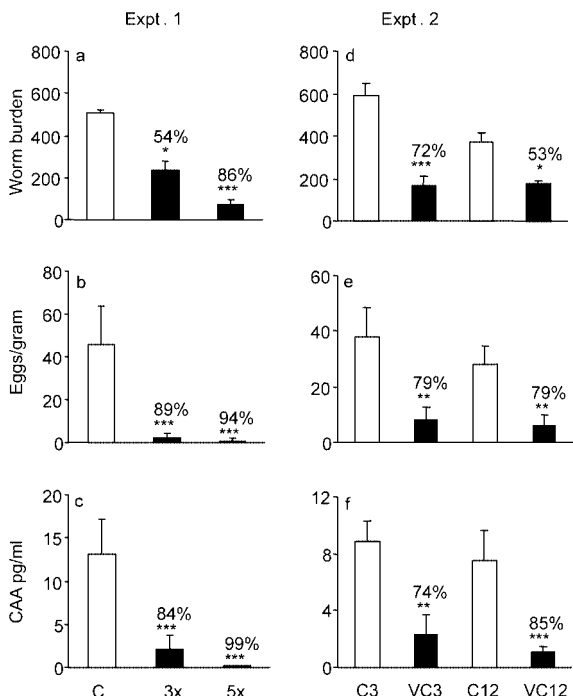 Expt. 1
Expt. 2
a
Worm burden
800
600
400
200
0
54%
*
86%
***
d
800
600
400
200
0
72%
***
53%
*
b
Eggs/gram
80
60
40
20
0
89%
***
94%
***
e
60
40
20
0
79%
**
79%
**
c
CAA pg/ml
20
15
10
5
0
84%
***
99%
***
C
3x
5x
f
12
8
4
0
74%
**
85%
***
C3
VC3
C12
VC12